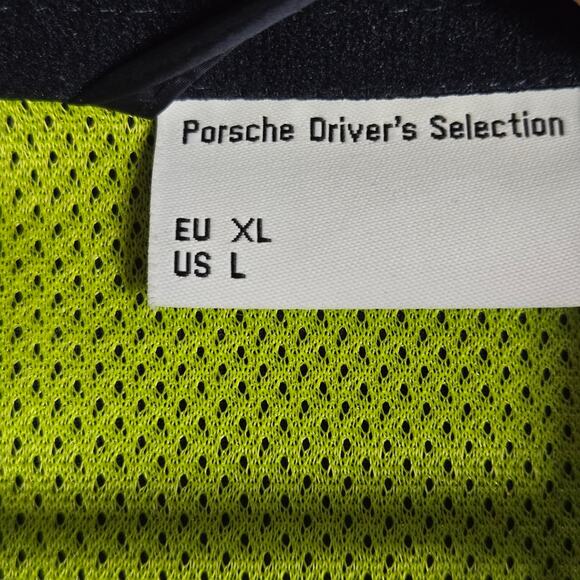 Porsche Driver's Selection
EU XL
US L